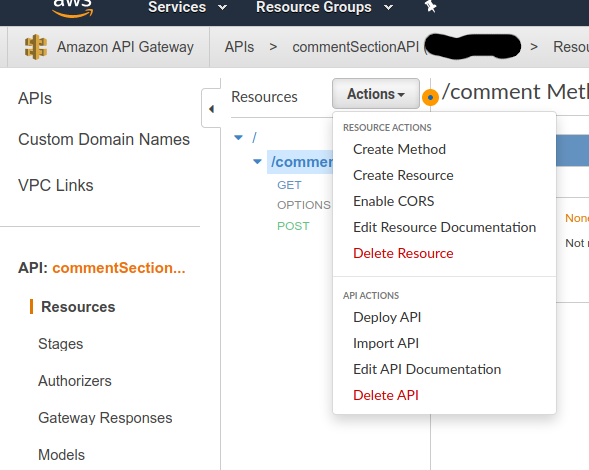 aws
Services
Resource Groups
Amazon API Gateway
APIs > commentSectionAPI ( > Resou
APIs
Custom Domain Names
VPC Links
API: commentSection...
Resources
Stages
Authorizers
Gateway Responses
Models
Resources
Actions
/
/commen
GET
OPTIONS
POST
RESOURCE ACTIONS
Create Method
Create Resource
Enable CORS
Edit Resource Documentation
Delete Resource
API ACTIONS
Deploy API
Import API
Edit API Documentation
Delete API
/comment Meth
None
Not r